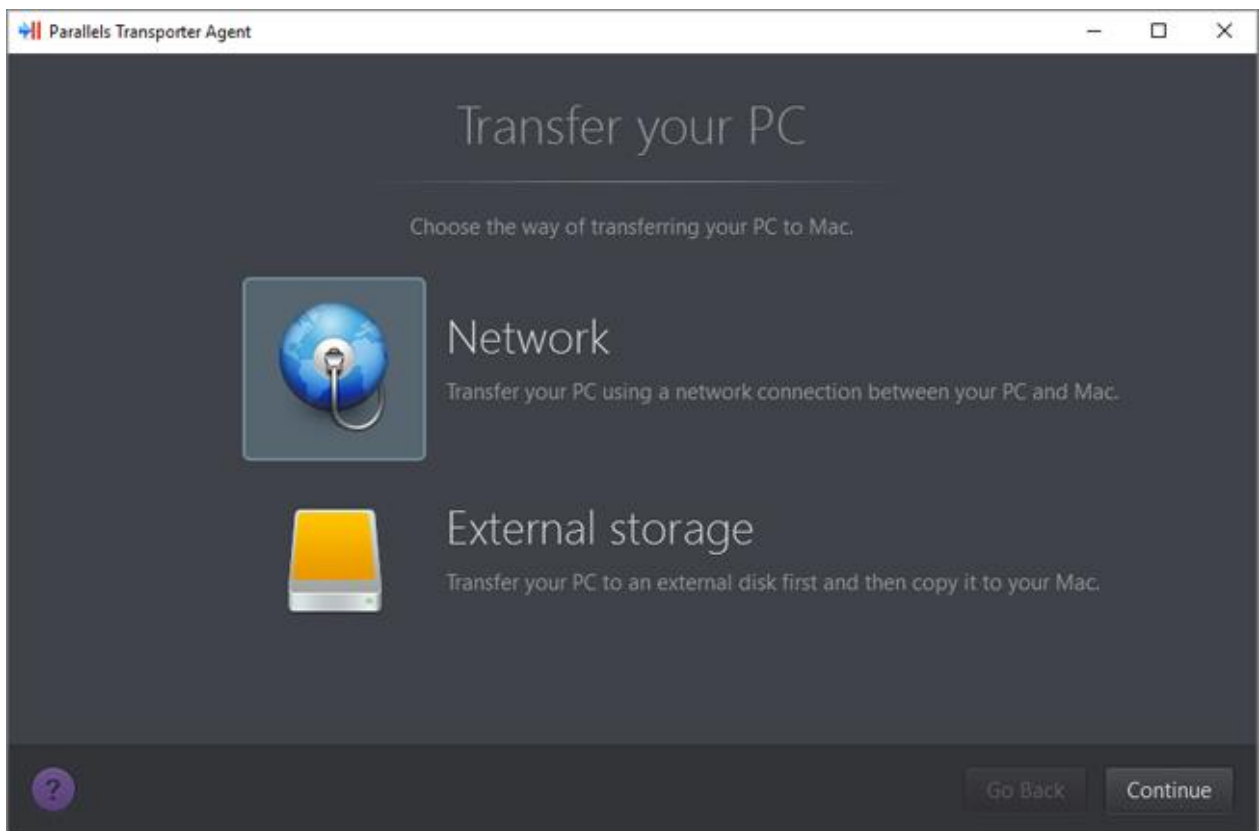 Parallels Transporter Agent
Transfer your PC
Choose the way of transferring your PC to Mac.
Network
Transfer your PC using a network connection between your PC and Mac.
External storage
Transfer your PC to an external disk first and then copy it to your Mac.
?
Go Back
Continue